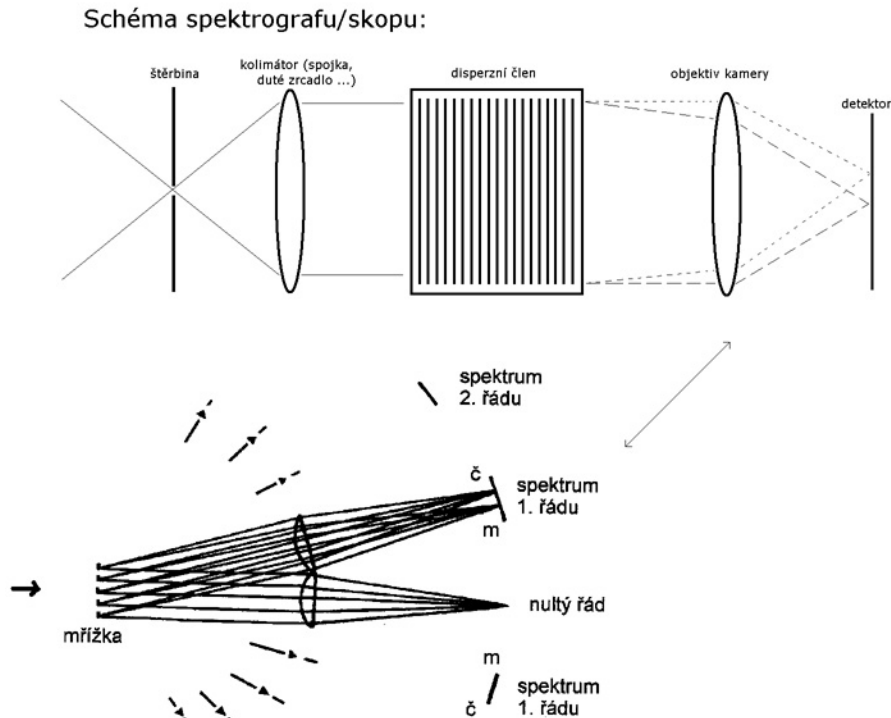 Schéma spektrografu/skopu:
štěrbina
kolimátor (spojka,
duté zrcadlo ...)
disperzní člen
objektiv kamery
detektor
spektrum
2. řádu
č
spektrum
1. řádu
m
mřížka
nultý řád
m
č
spektrum
1. řádu